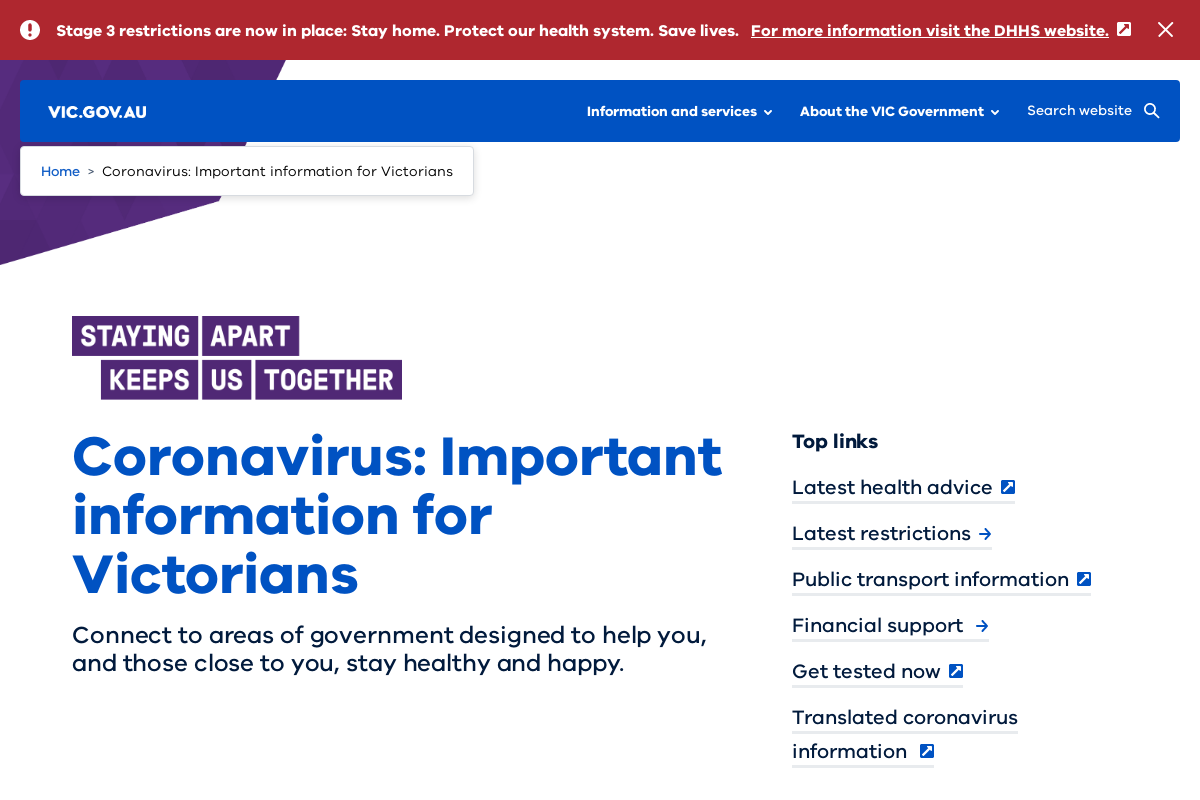 Stage 3 restrictions are now in place: Stay home. Protect our health system. Save lives. For more information visit the DHHS website.
VIC.GOV.AU
Information and services
About the VIC Government
Search website
Home > Coronavirus: Important information for Victorians
STAYING APART
KEEPS US TOGETHER
Coronavirus: Important
information for
Victorians
Connect to areas of government designed to help you,
and those close to you, stay healthy and happy.
Top links
Latest health advice
Latest restrictions
Public transport information
Financial support
Get tested now
Translated coronavirus
information